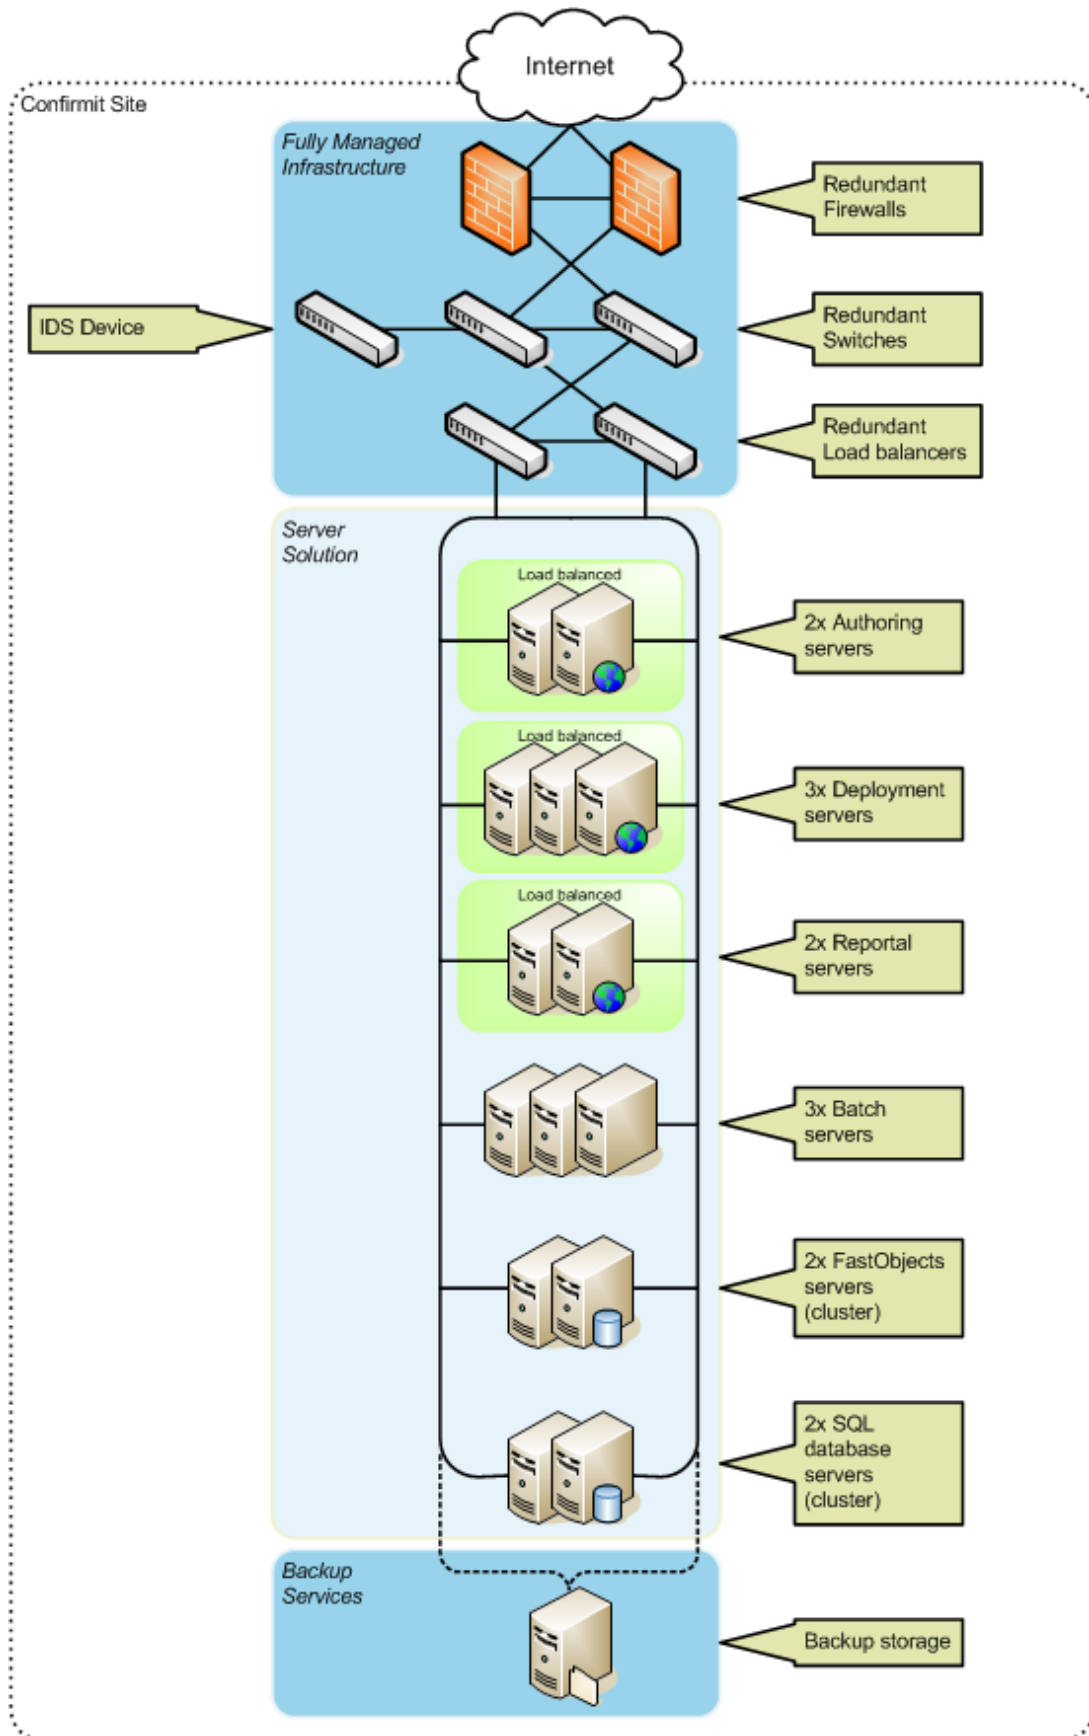 Internet
Confirmit Site
Fully Managed
Infrastructure
Redundant
Firewalls
IDS Device
Redundant
Switches
Redundant
Load balancers
Server
Solution
Load balanced
2x Authoring
servers
Load balanced
3x Deployment
servers
Load balanced
2x Reportal
servers
3x Batch
servers
2x FastObjects
servers
(cluster)
2x SQL
database
servers
(cluster)
Backup
Services
Backup storage